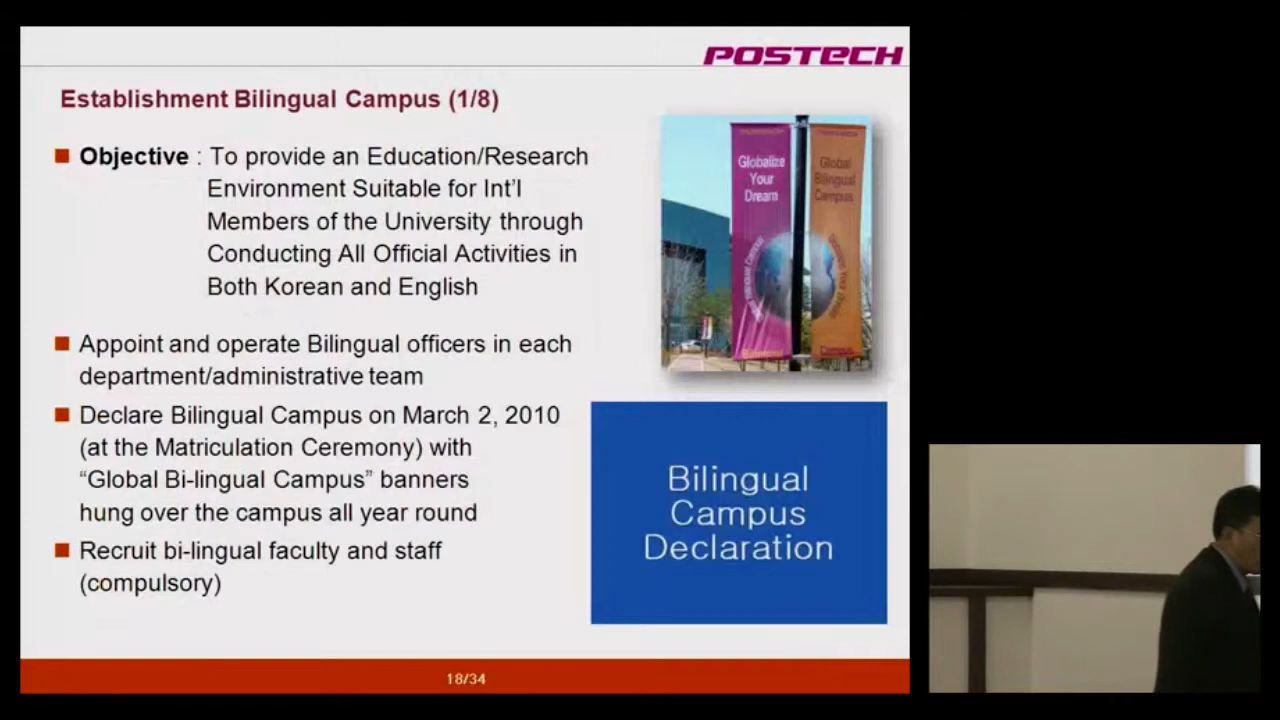 POSTECH
Establishment Bilingual Campus (1/8)
Objective : To provide an Education/Research
Environment Suitable for Int'l
Members of the University through
Conducting All Official Activities in
Both Korean and English
Appoint and operate Bilingual officers in each
department/administrative team
Declare Bilingual Campus on March 2, 2010
(at the Matriculation Ceremony) with
“Global Bi-lingual Campus” banners
hung over the campus all year round
Recruit bi-lingual faculty and staff
(compulsory)
Globalize
Your
Dream
Global
Bilingual
Campus
Campus
Bilingual
Campus
Declaration
18/34